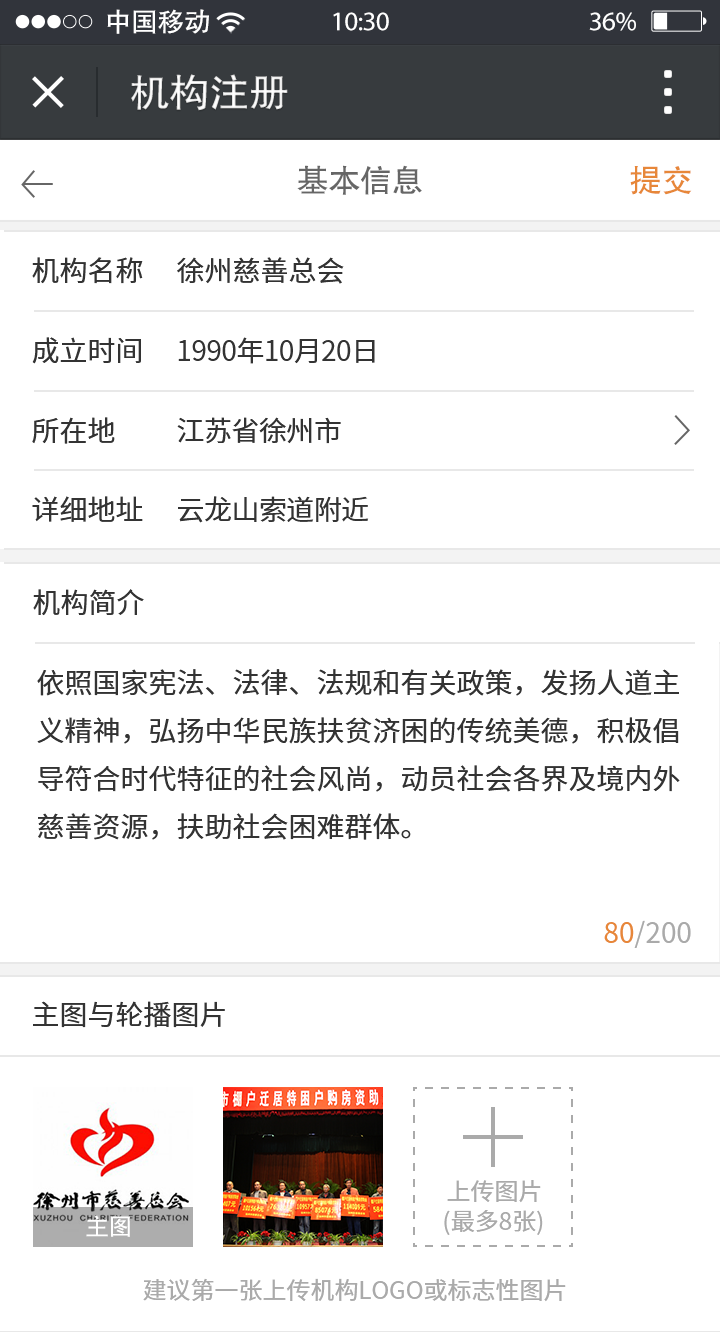 中国移动 10:30 36%
机构注册
基本信息 提交
机构名称 徐州慈善总会
成立时间 1990年10月20日
所在地 江苏省徐州市
详细地址 云龙山索道附近
机构简介
依照国家宪法、法律、法规和有关政策，发扬人道主
义精神，弘扬中华民族扶贫济困的传统美德，积极倡
导符合时代特征的社会风尚，动员社会各界及境内外
慈善资源，扶助社会困难群体。
80/200
主图与轮播图片
徐州市慈善总会
XUZHOU CHARITY FEDERATION
主图
市棚户迁居特困户购房资助
上传图片
(最多8张)
建议第一张上传机构LOGO或标志性图片